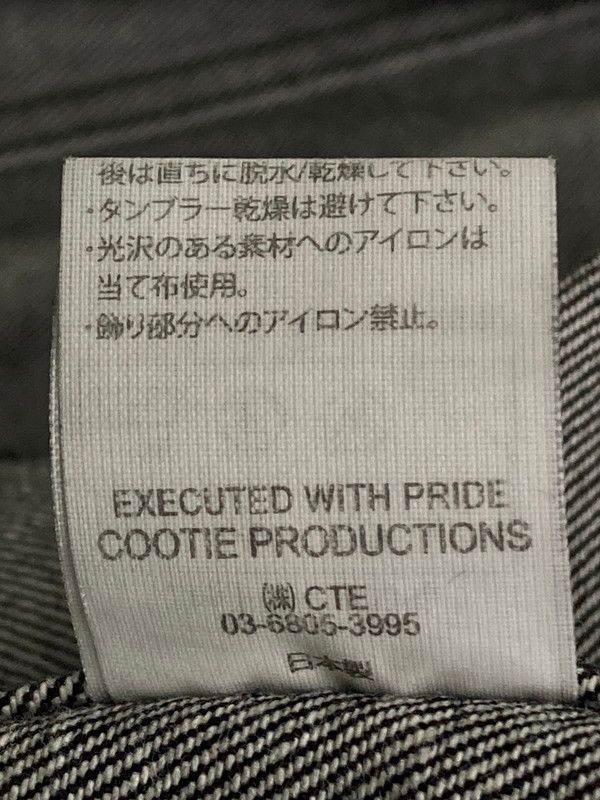 後は直ちに脱水/乾燥して下さい。
・タンブラー乾燥は避けて下さい。
・光沢のある素材へのアイロンは
当て布使用。
・飾り部分へのアイロン禁止。
EXECUTED WITH PRIDE
COOTIE PRODUCTIONS
㈱ CTE
03-6805-3995
日本製